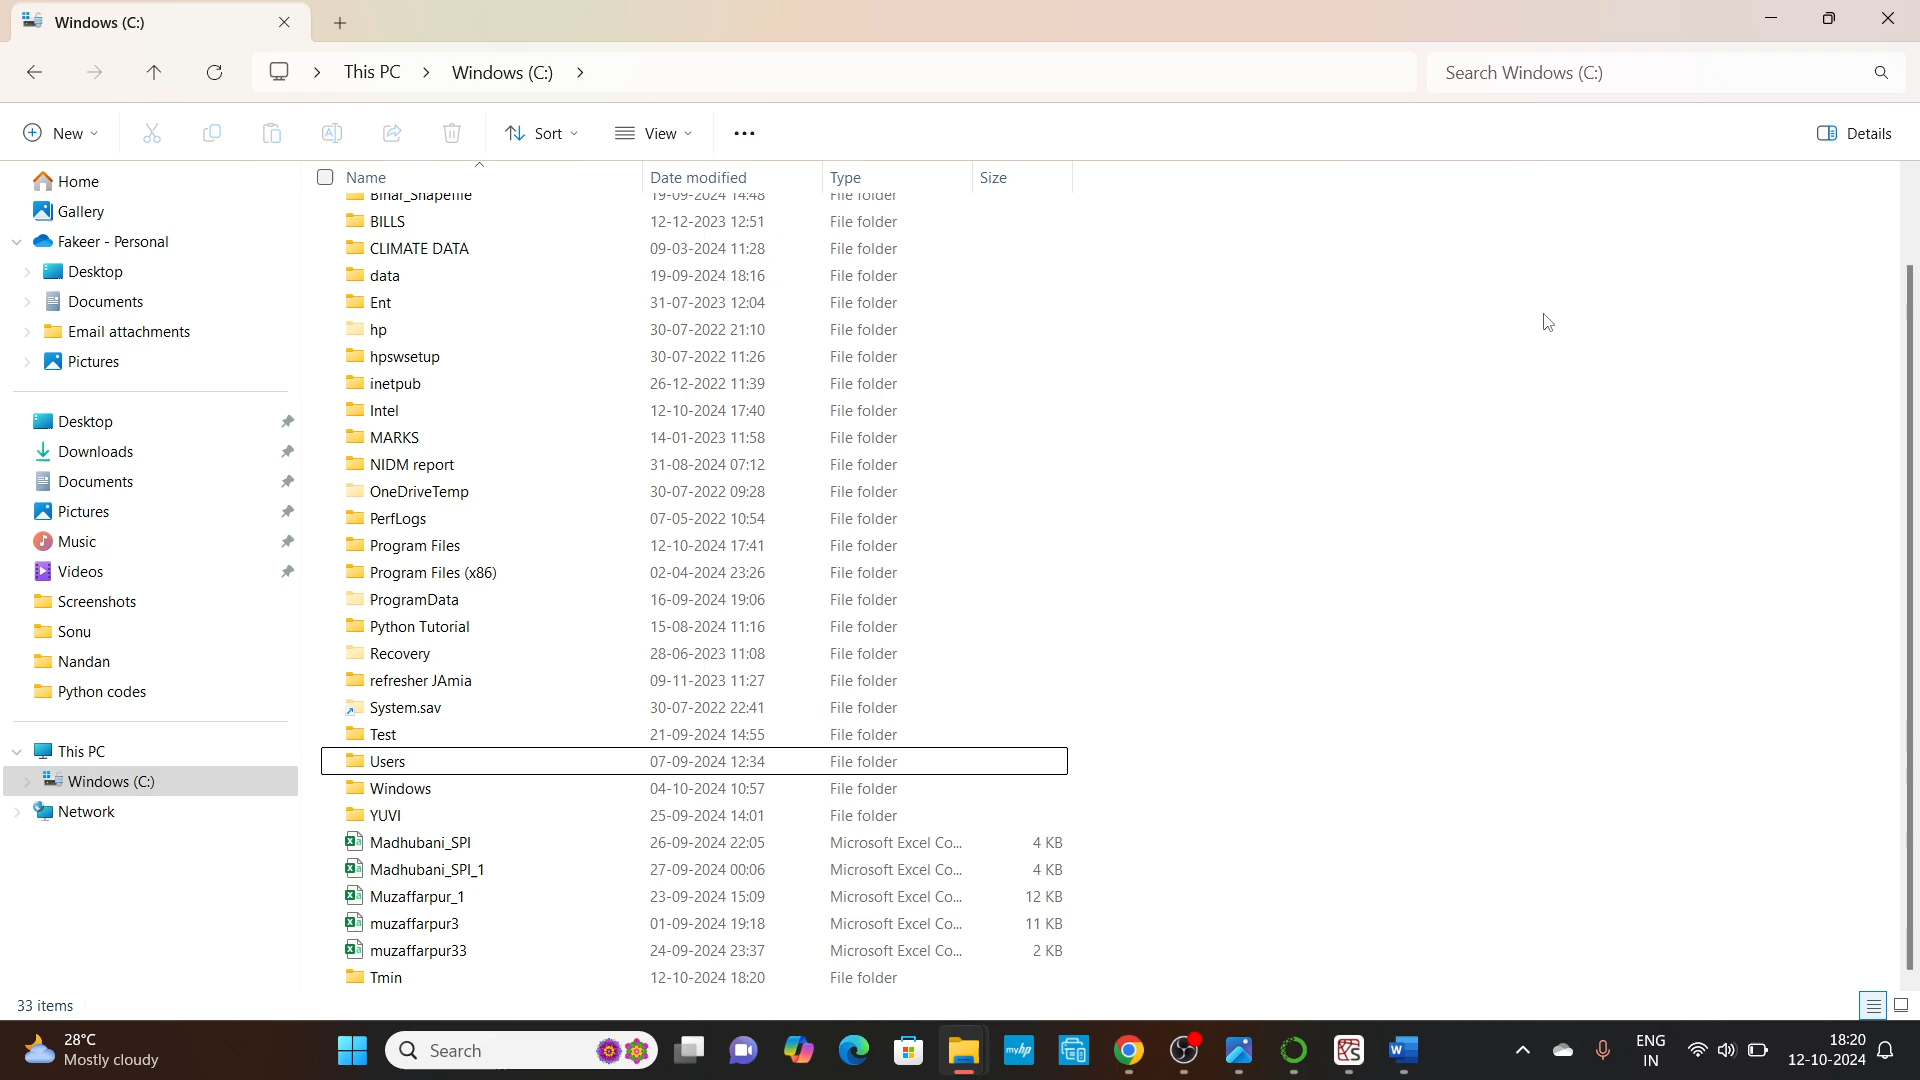 Windows (C:)
This PC > Windows (C:) >
Search Windows (C:)
New
Sort
View
Details
Home
Gallery
Fakeer - Personal
Desktop
Documents
Email attachments
Pictures
Desktop
Downloads
Documents
Pictures
Music
Videos
Screenshots
Sonu
Nandan
Python codes
This PC
Windows (C:)
Network
Name Date modified Type Size
19-09-2024 14:48 File folder
BILLS 12-12-2023 12:51 File folder
CLIMATE DATA 09-03-2024 11:28 File folder
data 19-09-2024 18:16 File folder
Ent 31-07-2023 12:04 File folder
hp 30-07-2022 21:10 File folder
hpswsetup 30-07-2022 11:26 File folder
inetpub 26-12-2022 11:39 File folder
Intel 12-10-2024 17:40 File folder
MARKS 14-01-2023 11:58 File folder
NIDM report 31-08-2024 07:12 File folder
OneDriveTemp 30-07-2022 09:28 File folder
PerfLogs 07-05-2022 10:54 File folder
Program Files 12-10-2024 17:41 File folder
Program Files (x86) 02-04-2024 23:26 File folder
ProgramData 16-09-2024 19:06 File folder
Python Tutorial 15-08-2024 11:16 File folder
Recovery 28-06-2023 11:08 File folder
refresher JAmia 09-11-2023 11:27 File folder
System.sav 30-07-2022 22:41 File folder
Test 21-09-2024 14:55 File folder
Users 07-09-2024 12:34 File folder
Windows 04-10-2024 10:57 File folder
YUVI 25-09-2024 14:01 File folder
Madhubani_SPI 26-09-2024 22:05 Microsoft Excel Co... 4 KB
Madhubani_SPI_1 27-09-2024 00:06 Microsoft Excel Co... 4 KB
Muzaffarpur_1 23-09-2024 15:09 Microsoft Excel Co... 12 KB
muzaffarpur3 01-09-2024 19:18 Microsoft Excel Co... 11 KB
muzaffarpur33 24-09-2024 23:37 Microsoft Excel Co... 2 KB
Tmin 12-10-2024 18:20 File folder
33 items
28°C
Mostly cloudy
Search
myhp
ENG
IN
18:20
12-10-2024